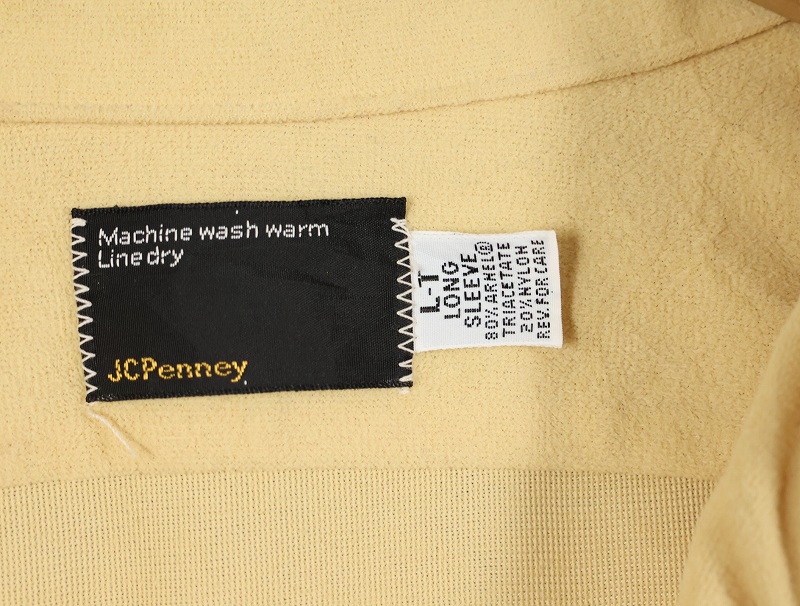 Machine wash warm
Line dry
JCPenney
L-T
LONG
SLEEVE
80% ARNEL®
TRIACETATE
20% NYLON
REV. FOR CARE